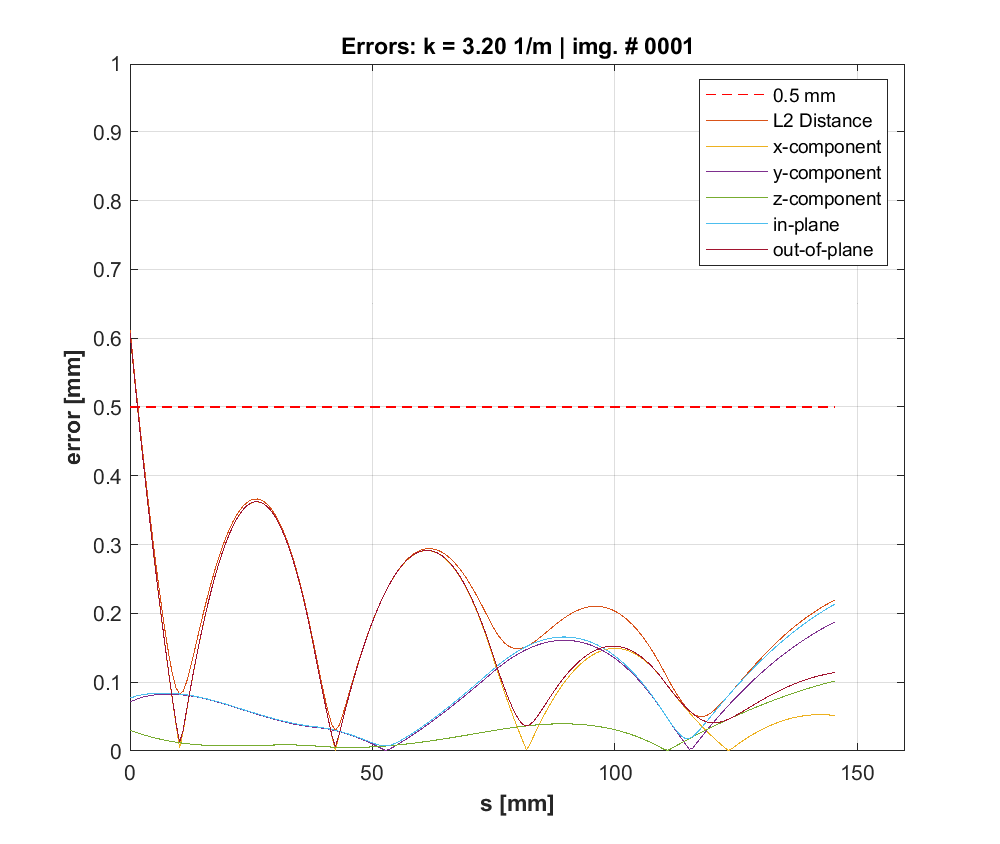 Errors: k = 3.20 1/m | img. # 0001
1
0.9
0.8
0.7
0.6
0.5
0.4
0.3
0.2
0.1
0
error [mm]
0.5 mm
L2 Distance
x-component
y-component
z-component
in-plane
out-of-plane
0 50 100 150
s [mm]